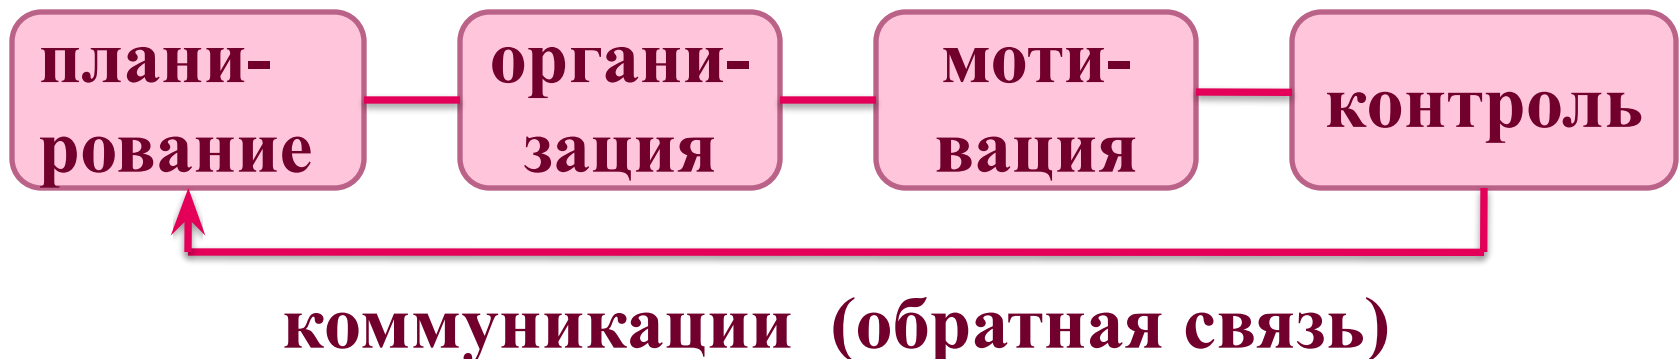 плани-
рование
органи-
зация
моти-
вация
контроль
коммуникации (обратная связь)